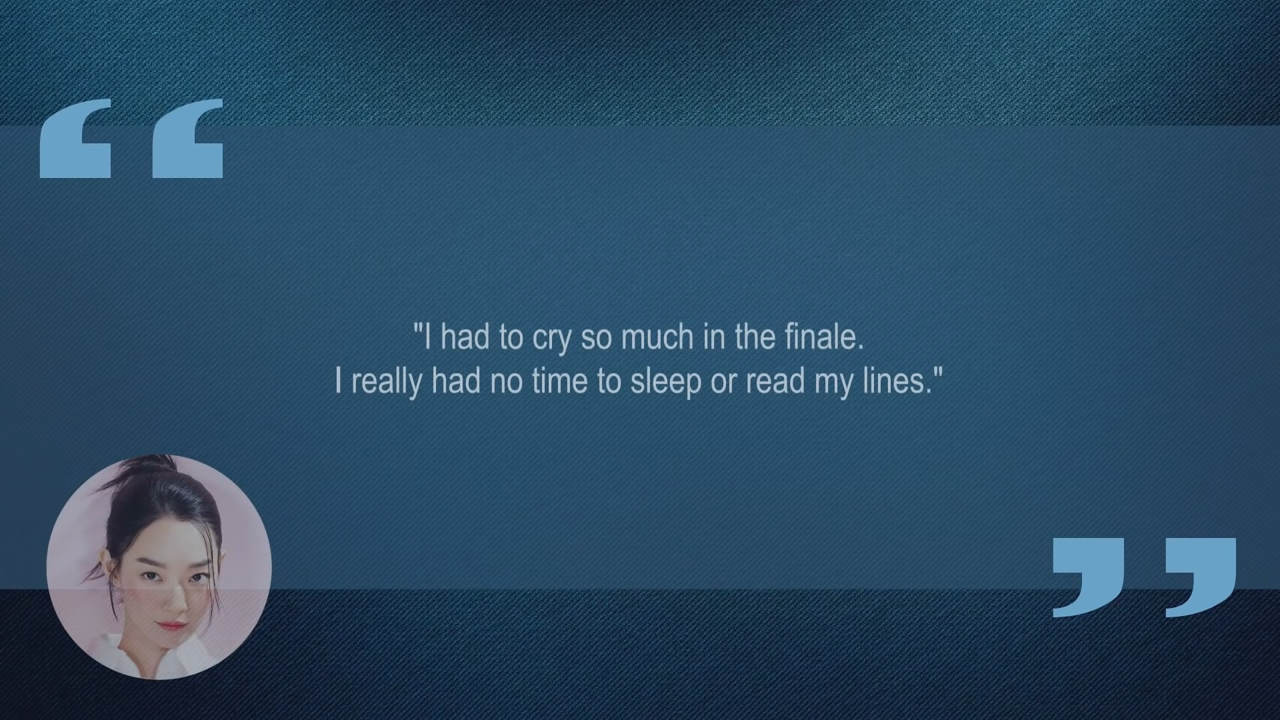 "I had to cry so much in the finale.
I really had no time to sleep or read my lines."